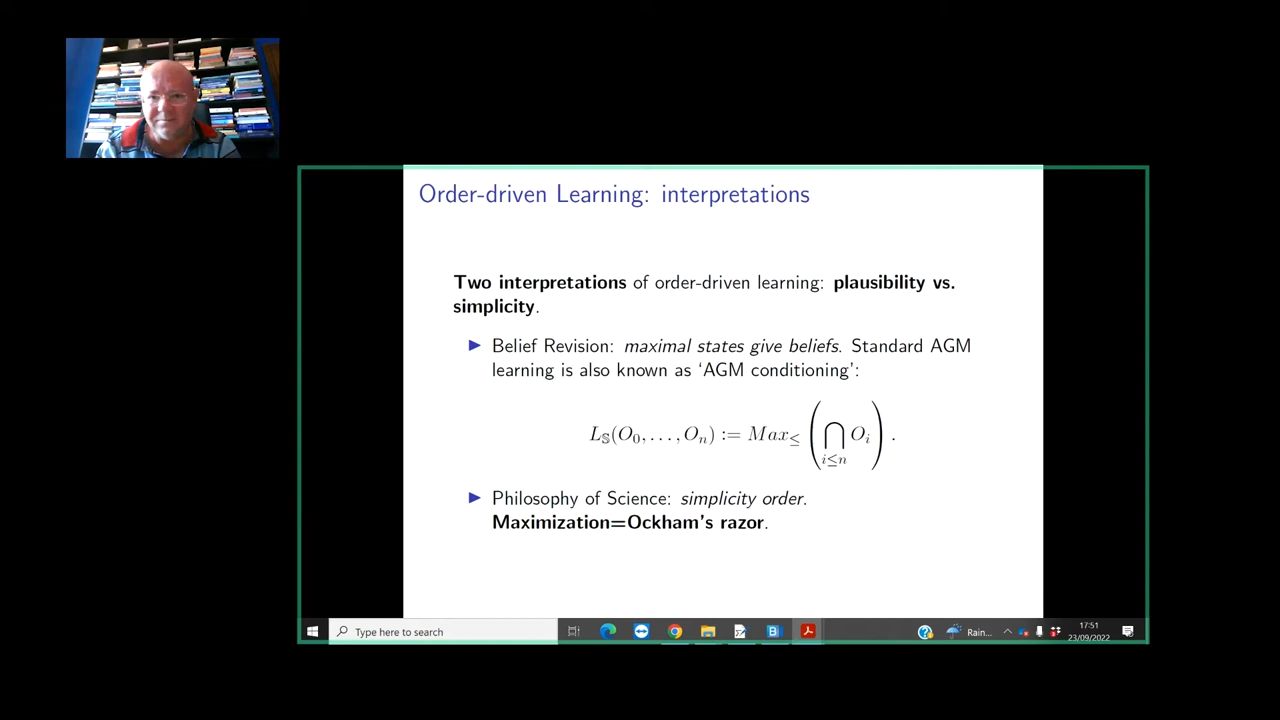 Order-driven Learning: interpretations
Two interpretations of order-driven learning: plausibility vs.
simplicity.
▶ Belief Revision: maximal states give beliefs. Standard AGM
learning is also known as ‘AGM conditioning’:
L𝕊(O0, . . . , On) := Max≤ (⋂i≤n Oi) .
▶ Philosophy of Science: simplicity order.
Maximization=Ockham's razor.
Type here to search
Rain...
17:51
23/09/2022